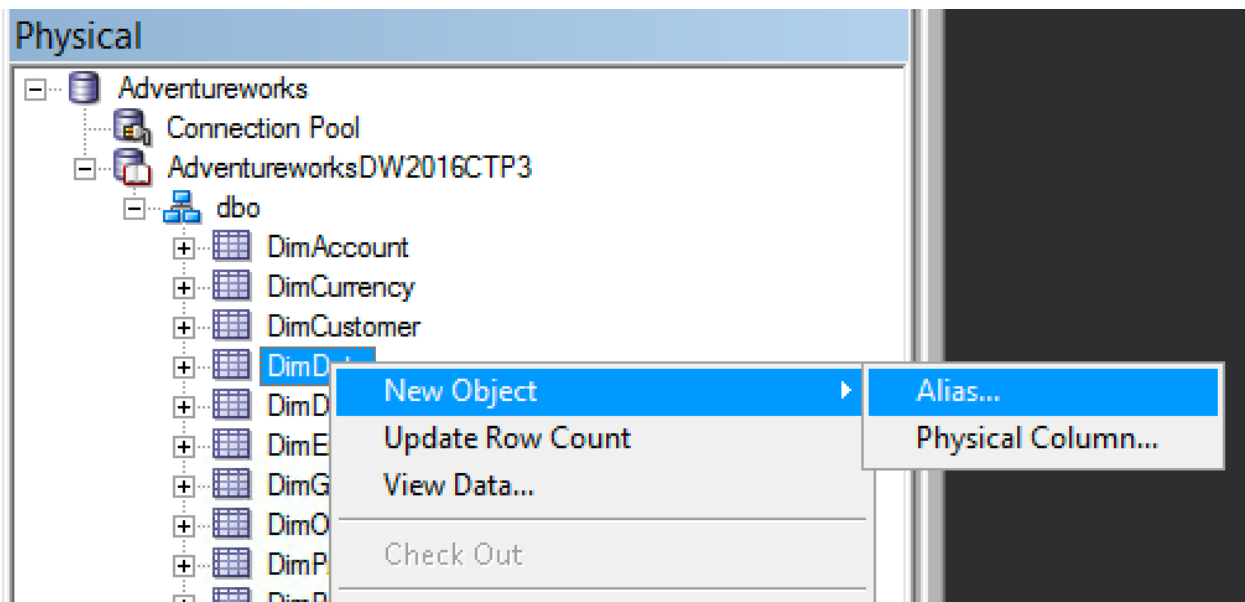 Physical
Adventureworks
Connection Pool
AdventureworksDW2016CTP3
dbo
DimAccount
DimCurrency
DimCustomer
New Object
Alias...
Update Row Count
Physical Column...
View Data...
Check Out